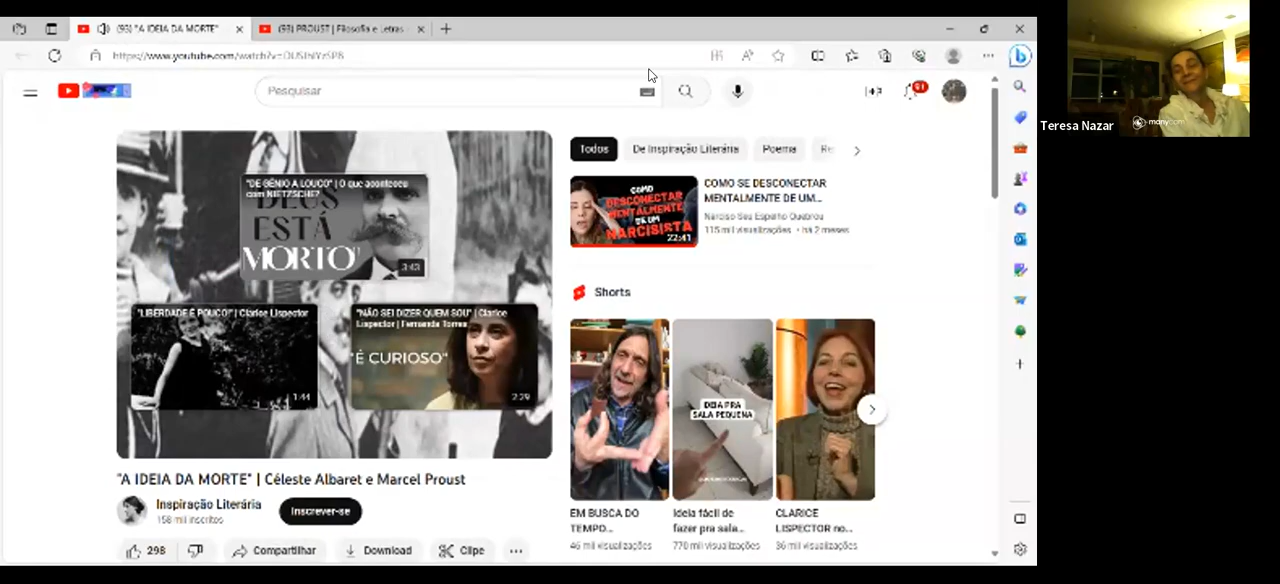 (93) "A IDEIA DA MORTE"
(93) PROUST | Filosofia e Letras
Pesquisar
91
Teresa Nazar
manycam
"DE GÊNIO A LOUCO" | O que aconteceu
com NIETZSCHE?
DEUS
ESTÁ
MORTO"
3:43
"LIBERDADE É POUCO" | Clarice Lispector
1:44
"NÃO SEI DIZER QUEM SOU" | Clarice
Lispector | Fernanda Torres
"É CURIOSO"
2:29
"A IDEIA DA MORTE" | Céleste Albaret e Marcel Proust
Inspiração Literária
158 mil inscritos
Inscrever-se
298
Compartilhar
Download
Clipe
Todos
De Inspiração Literária
Poema
Re
COMO
DESCONECTAR
MENTALMENTE
DE UM
NARCISISTA
22:41
COMO SE DESCONECTAR
MENTALMENTE DE UM...
Narciso Seu Espelho Quebrou
115 mil visualizações • há 2 meses
Shorts
IDEIA PRA
SALA PEQUENA
EM BUSCA DO
TEMPO...
46 mil visualizações
Ideia fácil de
fazer pra sala...
770 mil visualizações
CLARICE
LISPECTOR no...
36 mil visualizações